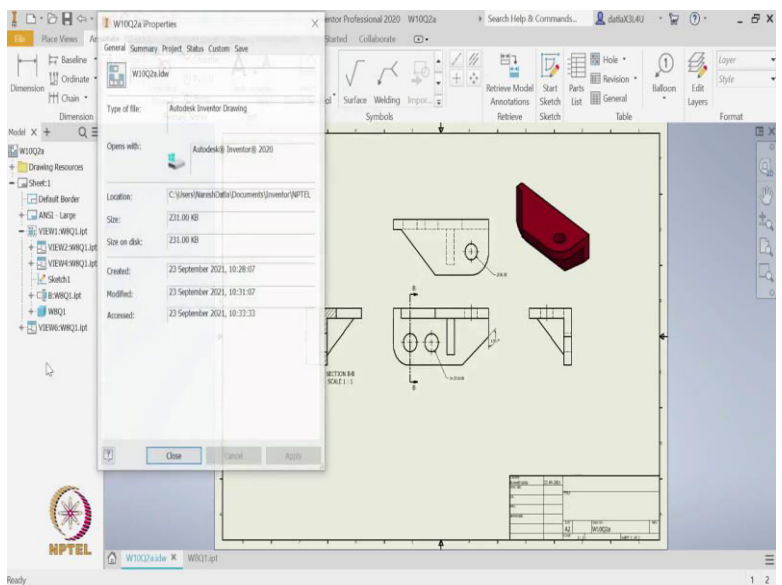 W10Q2a iProperties
entor Professional 2020 W10Q2a
Search Help & Commands...
datlaX3L4U
File Place Views
Started Collaborate
General Summary Project Status Custom Save
W10Q2a.idw
Type of file: Autodesk Inventor Drawing
Opens with: Autodesk® Inventor® 2020
Location: C:\Users\NareshDatla\Documents\Inventor\NPTEL
Size: 231.00 KB
Size on disk: 231.00 KB
Created: 23 September 2021, 10:28:07
Modified: 23 September 2021, 10:31:07
Accessed: 23 September 2021, 10:33:33
Close Cancel Apply
Dimension
Baseline
Ordinate
Chain
Dimension
Surface Welding Impor...
Symbols
Retrieve Model Annotations
Retrieve
Start Sketch
Sketch
Parts List
Hole
Revision
General
Table
Balloon
Edit Layers
Layer
Style
Format
Model
W10Q2a
Drawing Resources
Sheet:1
Default Border
ANSI - Large
VIEW1:W8Q1.ipt
VIEW2:W8Q1.ipt
VIEW4:W8Q1.ipt
Sketch1
B:W8Q1.ipt
W8Q1
VIEW6:W8Q1.ipt
B
B
SECTION B-B
SCALE 1 : 1
A2
W10Q2a
NPTEL
W10Q2a.idw W8Q1.ipt
Ready
1 2